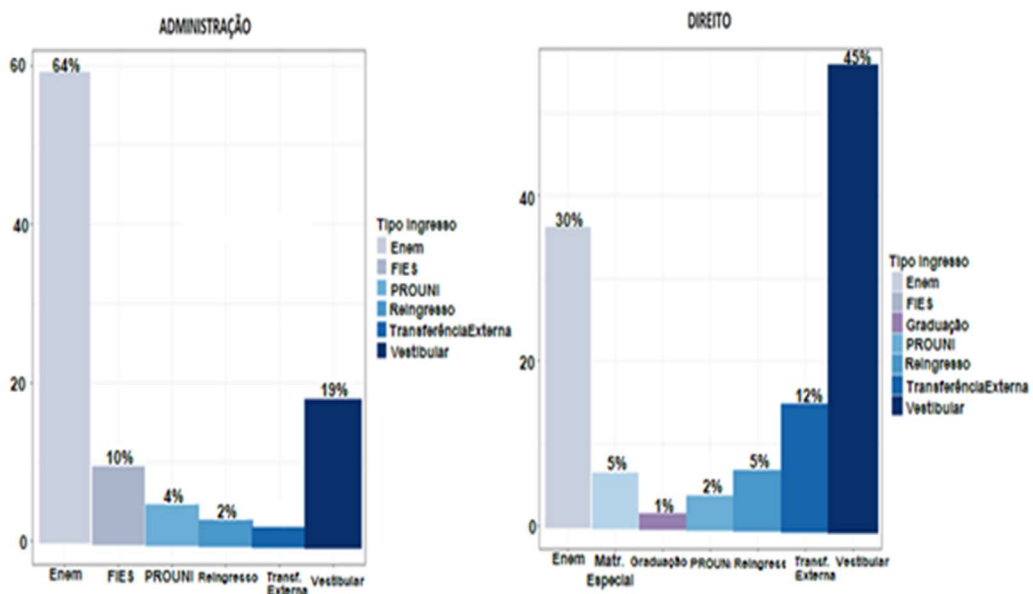 ADMINISTRAÇÃO
60
40
20
0
64%
10%
4%
2%
19%
Enem
FIES
PROUNI
Reingresso
Transf.
Externa
Vestibular
Tipo Ingresso
Enem
FIES
PROUNI
Reingresso
TransferênciaExterna
Vestibular
DIREITO
40
20
0
30%
5%
1%
2%
5%
12%
45%
Enem
Matr.
Especial
Graduação
PROUNI
Reingress
Transf.
Externa
Vestibular
Tipo Ingresso
Enem
FIES
Graduação
PROUNI
Reingresso
TransferênciaExterna
Vestibular